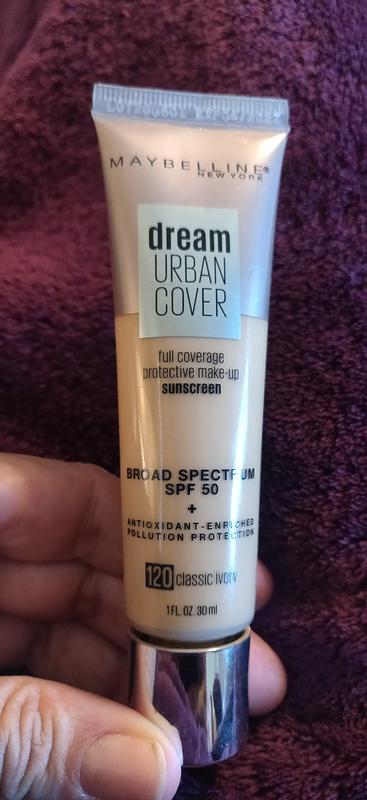 MAYBELLINE®
NEW YORK
dream
URBAN
COVER
full coverage
protective make-up
sunscreen
BROAD SPECTRUM
SPF 50
+
ANTIOXIDANT-ENRICHED
POLLUTION PROTECTION
120 classic ivory
1 FL. OZ. 30 ml